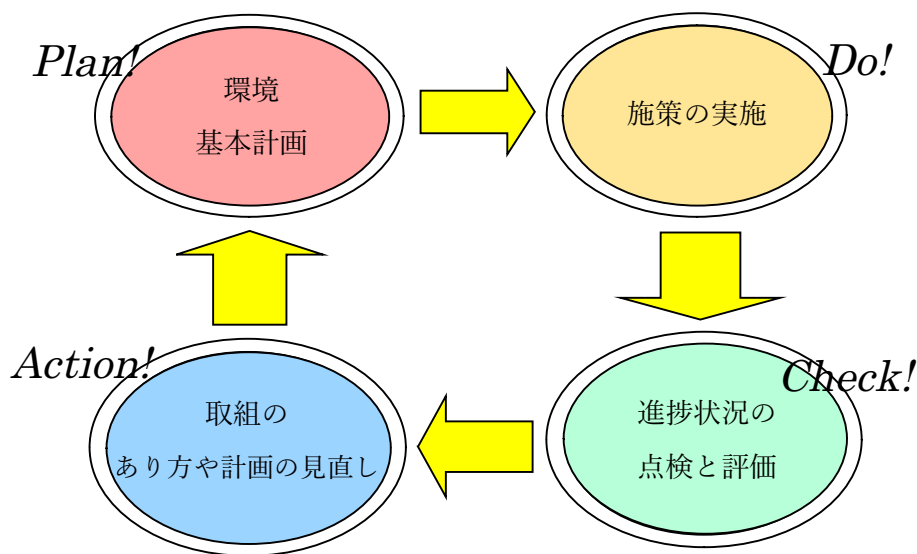 Plan!
環境
基本計画
Do!
施策の実施
Action!
取組の
あり方や計画の見直し
Check!
進捗状況の
点検と評価